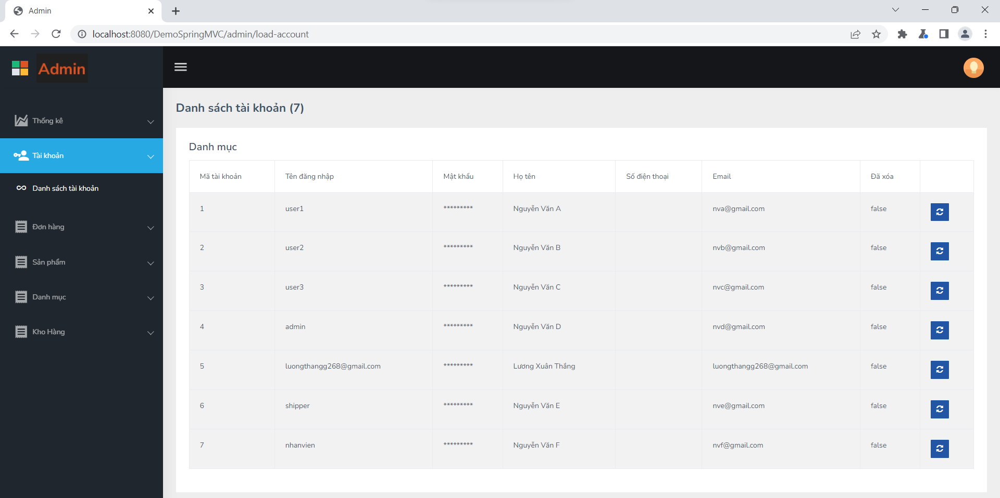 Admin
localhost:8080/DemoSpringMVC/admin/load-account
Admin
Thống kê
Tài khoản
Danh sách tài khoản
Đơn hàng
Sản phẩm
Danh mục
Kho Hàng
Danh sách tài khoản (7)
Danh mục
Mã tài khoản Tên đăng nhập Mật khẩu Họ tên Số điện thoại Email Đã xóa
1 user1 ********* Nguyễn Văn A nva@gmail.com false
2 user2 ********* Nguyễn Văn B nvb@gmail.com false
3 user3 ********* Nguyễn Văn C nvc@gmail.com false
4 admin ********* Nguyễn Văn D nvd@gmail.com false
5 luongthangg268@gmail.com ********* Lương Xuân Thắng luongthangg268@gmail.com false
6 shipper ********* Nguyễn Văn E nve@gmail.com false
7 nhanvien ********* Nguyễn Văn F nvf@gmail.com false